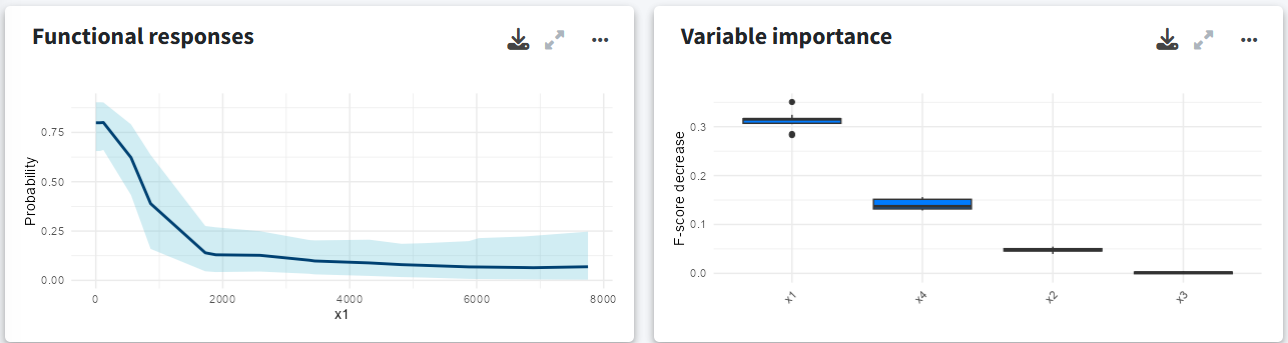 Functional responses
Probability
0.75
0.50
0.25
0.00
0
2000
4000
6000
8000
x1
Variable importance
F-score decrease
0.3
0.2
0.1
0.0
x1
x4
x2
x3